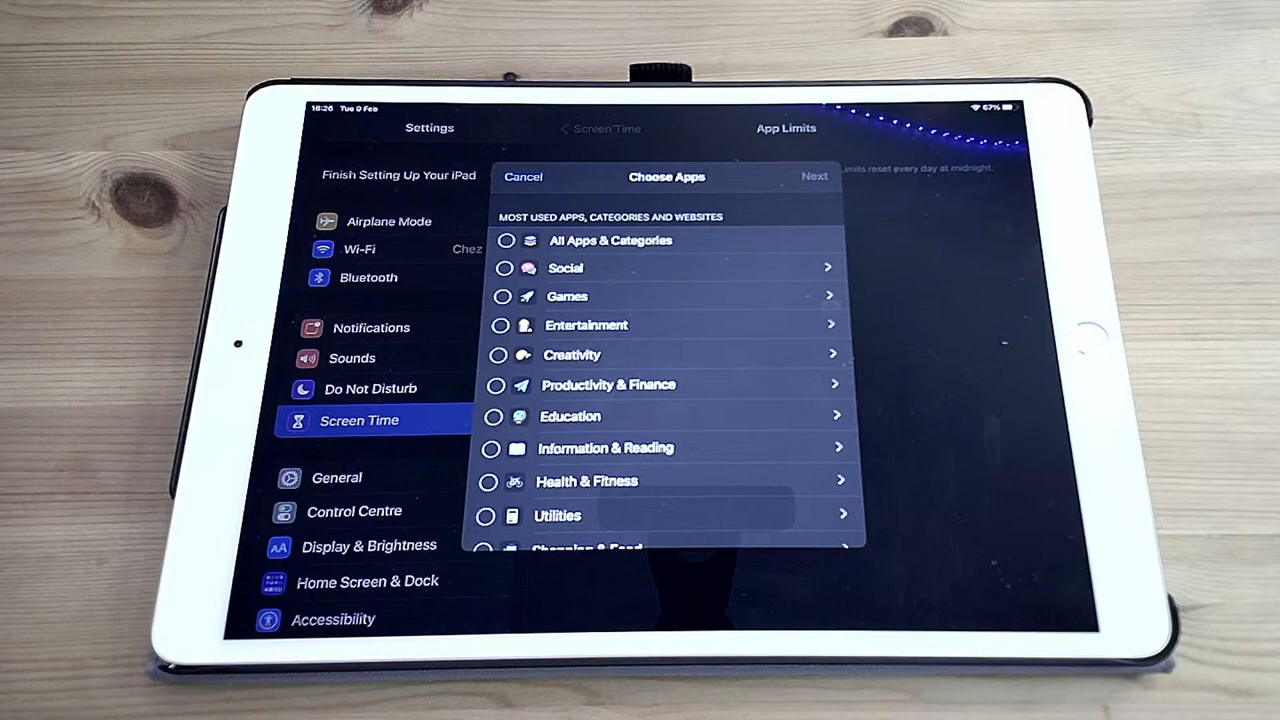 16:26 Tue 9 Feb
67%
Settings
Screen Time
App Limits
Finish Setting Up Your iPad
Airplane Mode
Wi-Fi
Chez
Bluetooth
Notifications
Sounds
Do Not Disturb
Screen Time
General
Control Centre
Display & Brightness
AA
Home Screen & Dock
Accessibility
limits reset every day at midnight.
Cancel
Choose Apps
Next
MOST USED APPS, CATEGORIES AND WEBSITES
All Apps & Categories
Social
Games
Entertainment
Creativity
Productivity & Finance
Education
Information & Reading
Health & Fitness
Utilities